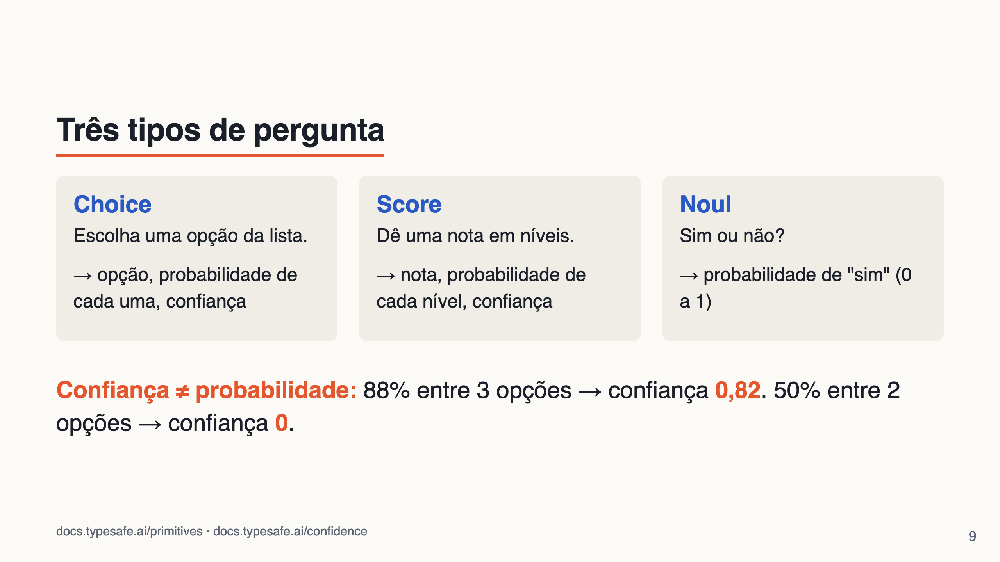 Três tipos de pergunta
Choice
Escolha uma opção da lista.
→ opção, probabilidade de
cada uma, confiança
Score
Dê uma nota em níveis.
→ nota, probabilidade de
cada nível, confiança
Noul
Sim ou não?
→ probabilidade de "sim" (0
a 1)
Confiança ≠ probabilidade: 88% entre 3 opções → confiança 0,82. 50% entre 2
opções → confiança 0.
docs.typesafe.ai/primitives · docs.typesafe.ai/confidence
9